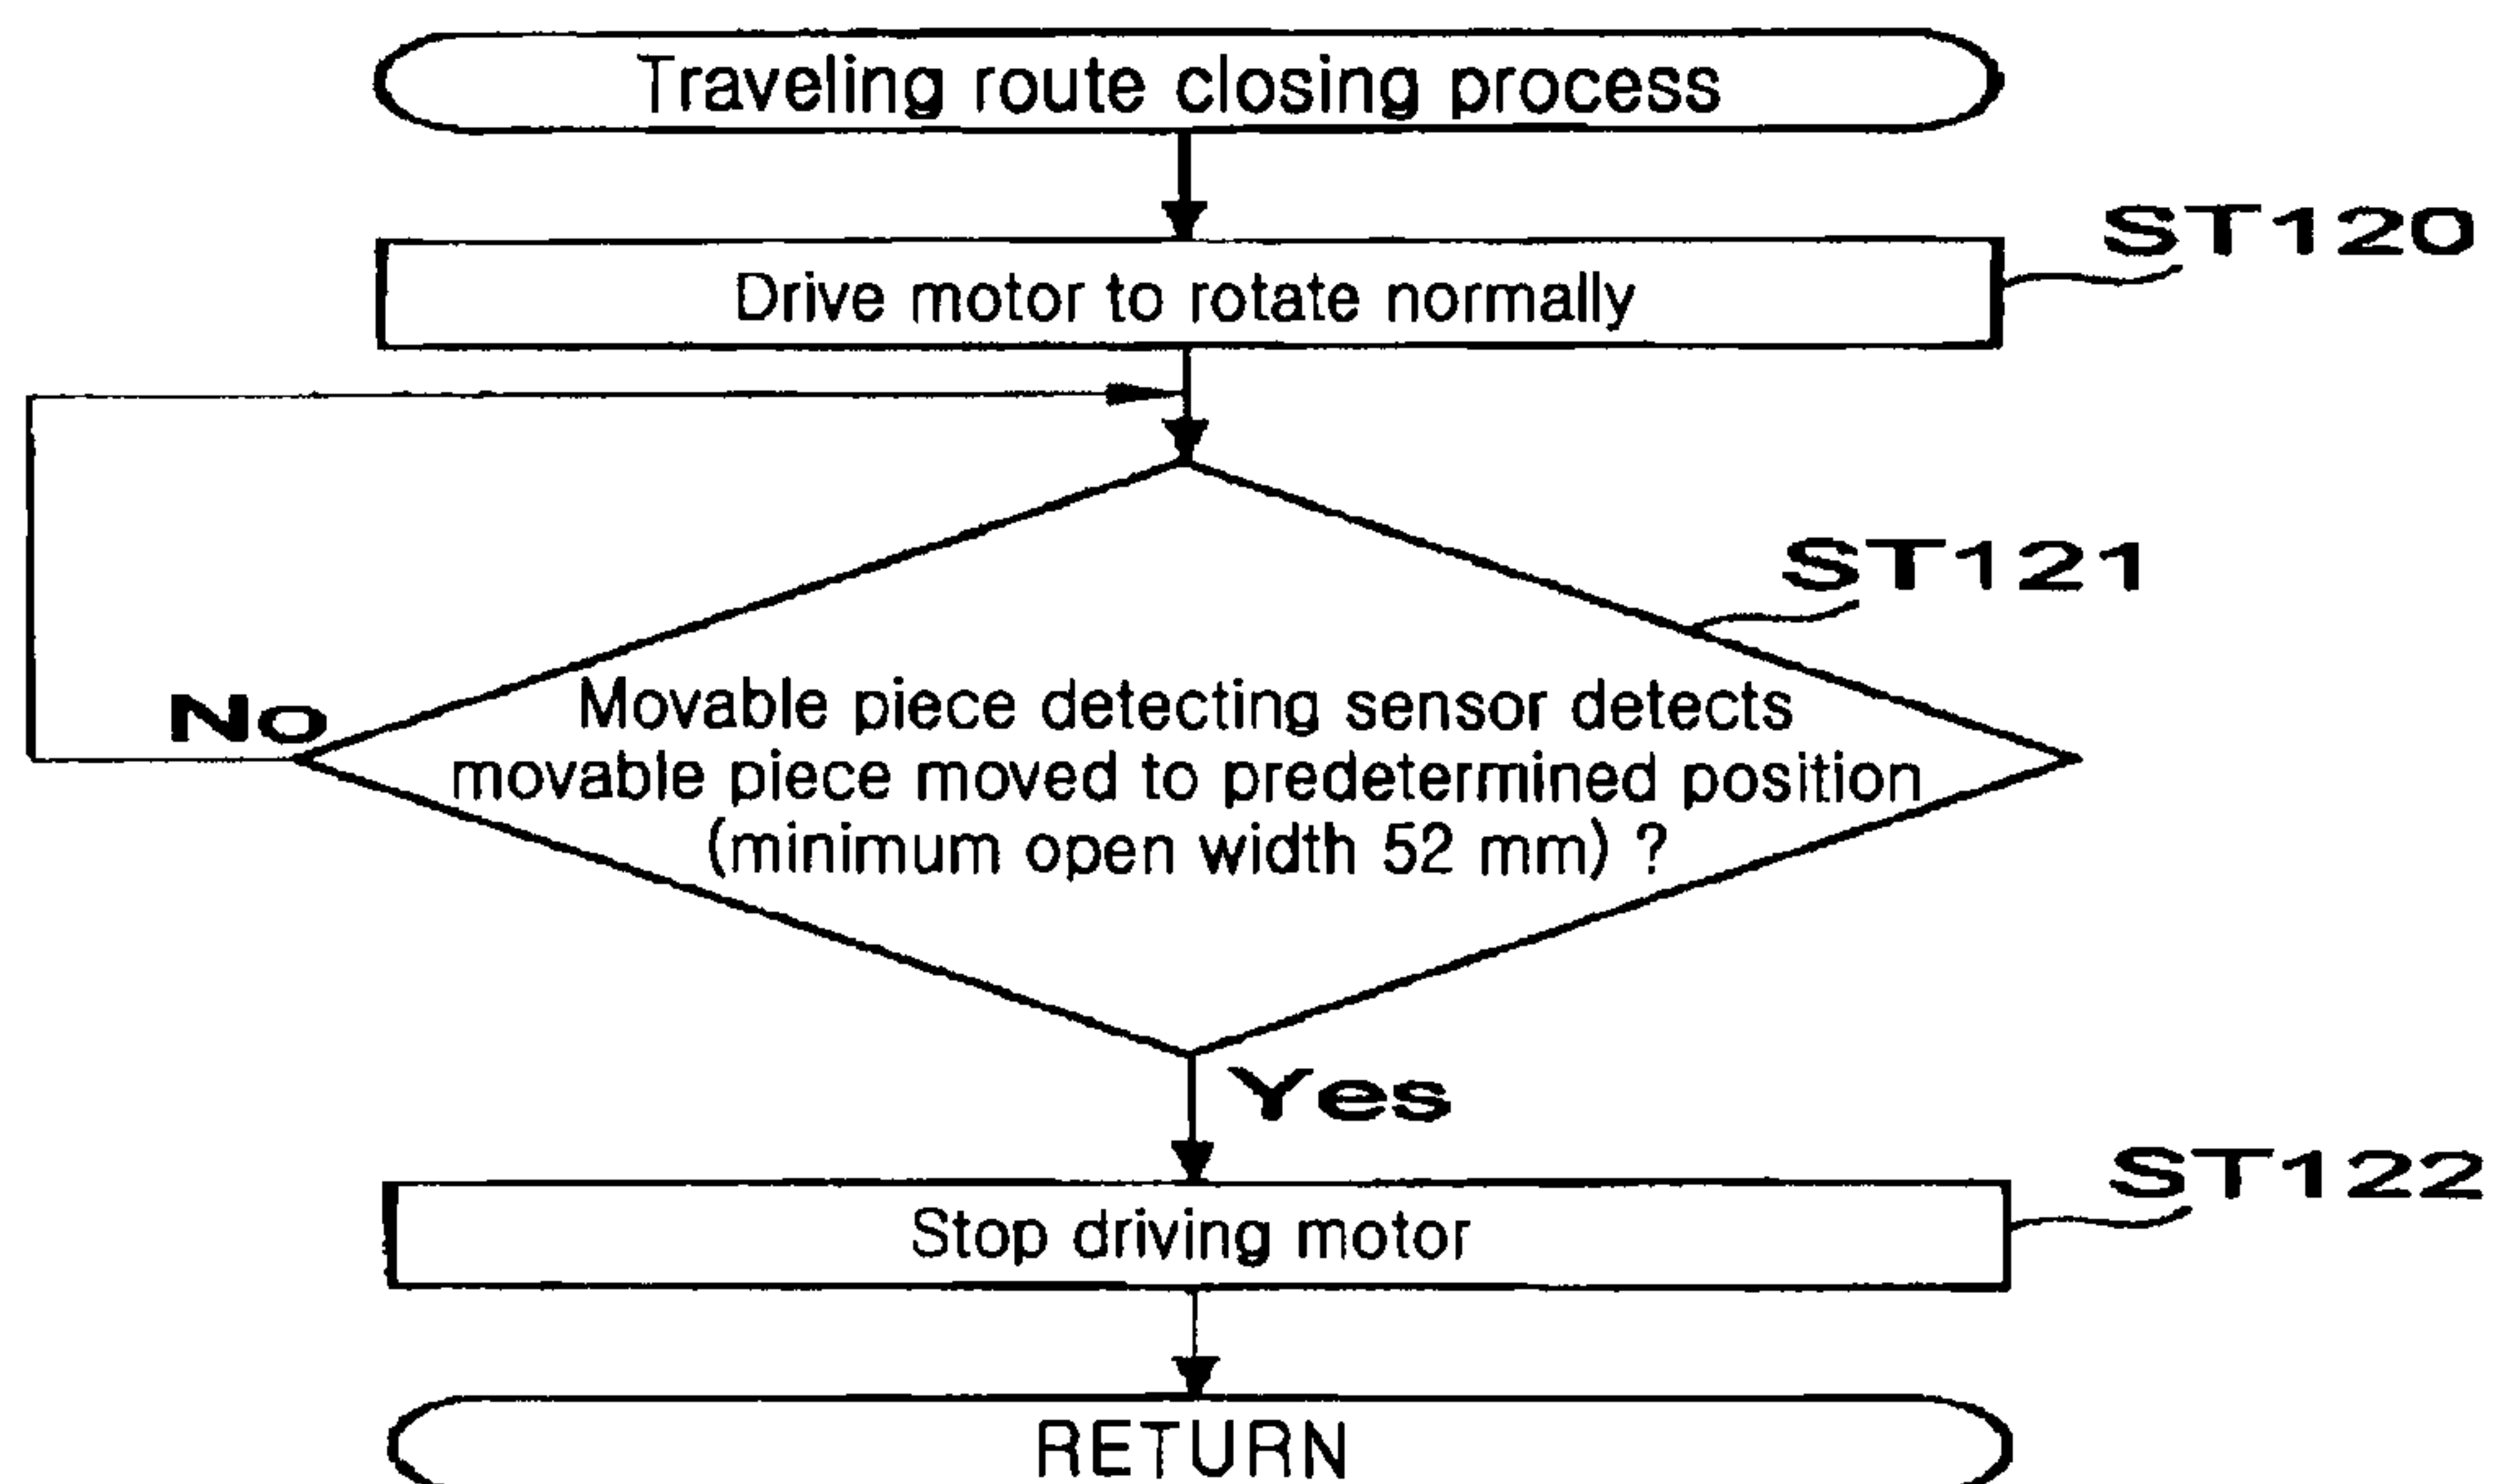 Traveling route closing process
ST120
Drive motor to rotate normally
ST121
No
Movable piece detecting sensor detects
movable piece moved to predetermined position
(minimum open width 52 mm) ?
Yes
ST122
Stop driving motor
RETURN